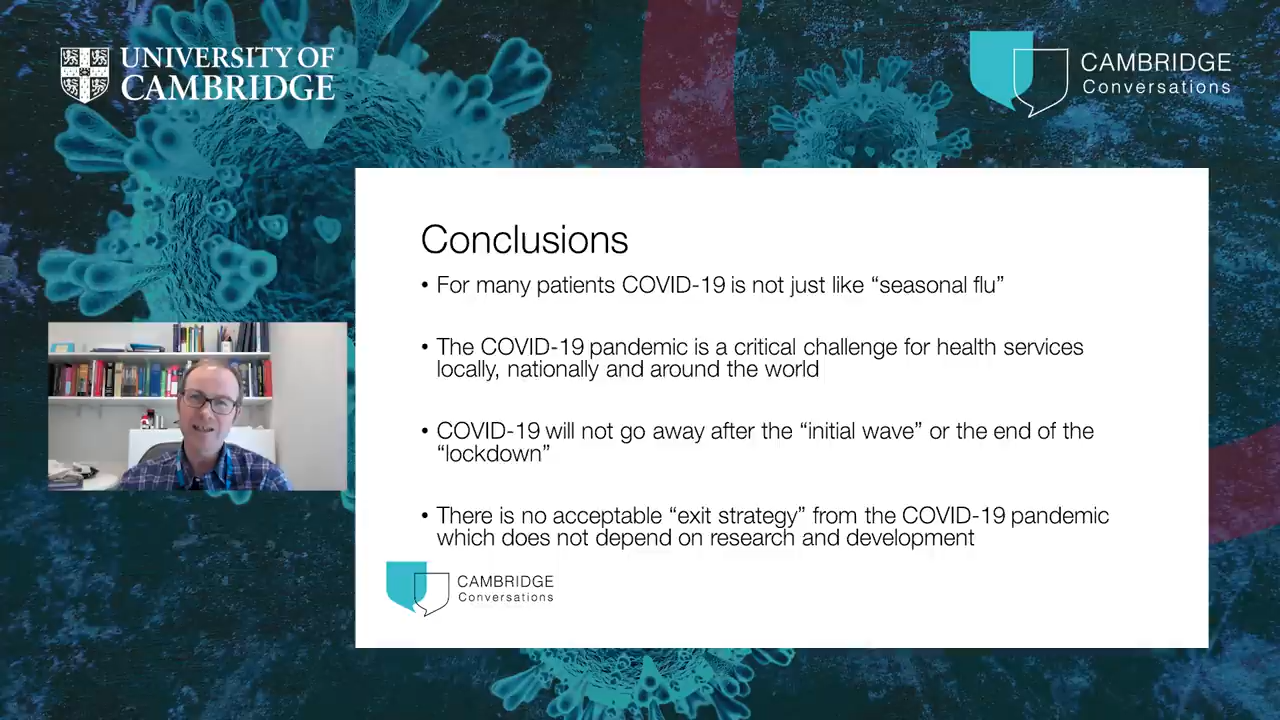 UNIVERSITY OF
CAMBRIDGE
CAMBRIDGE
Conversations
Conclusions
• For many patients COVID-19 is not just like “seasonal flu”
• The COVID-19 pandemic is a critical challenge for health services
locally, nationally and around the world
• COVID-19 will not go away after the “initial wave” or the end of the
“lockdown”
• There is no acceptable “exit strategy” from the COVID-19 pandemic
which does not depend on research and development
CAMBRIDGE
Conversations